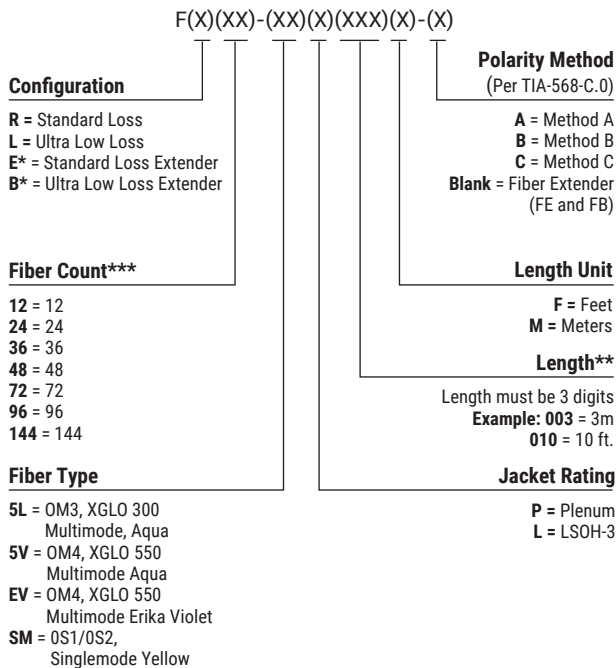 F(X)(XX)-(XX)(X)(XXX)(X)-(X)
Configuration
R = Standard Loss
L = Ultra Low Loss
E* = Standard Loss Extender
B* = Ultra Low Loss Extender
Fiber Count***
12 = 12
24 = 24
36 = 36
48 = 48
72 = 72
96 = 96
144 = 144
Fiber Type
5L = OM3, XGLO 300
Multimode, Aqua
5V = OM4, XGLO 550
Multimode Aqua
EV = OM4, XGLO 550
Multimode Erika Violet
SM = 0S1/0S2,
Singlemode Yellow
Polarity Method
(Per TIA-568-C.0)
A = Method A
B = Method B
C = Method C
Blank = Fiber Extender
(FE and FB)
Length Unit
F = Feet
M = Meters
Length**
Length must be 3 digits
Example: 003 = 3m
010 = 10 ft.
Jacket Rating
P = Plenum
L = LSOH-3